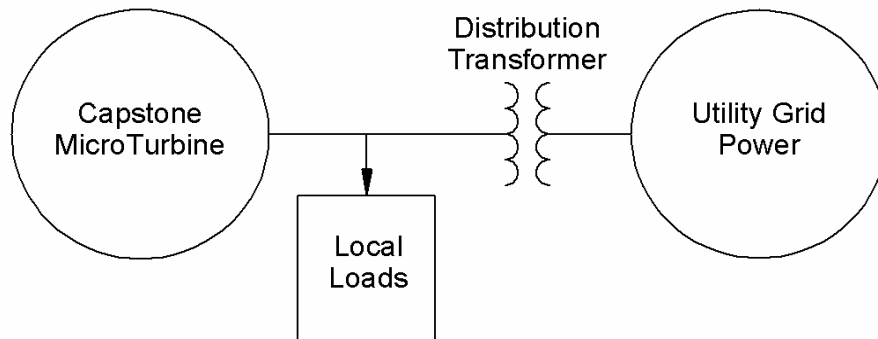 Distribution
Transformer
Capstone
MicroTurbine
Utility Grid
Power
Local
Loads